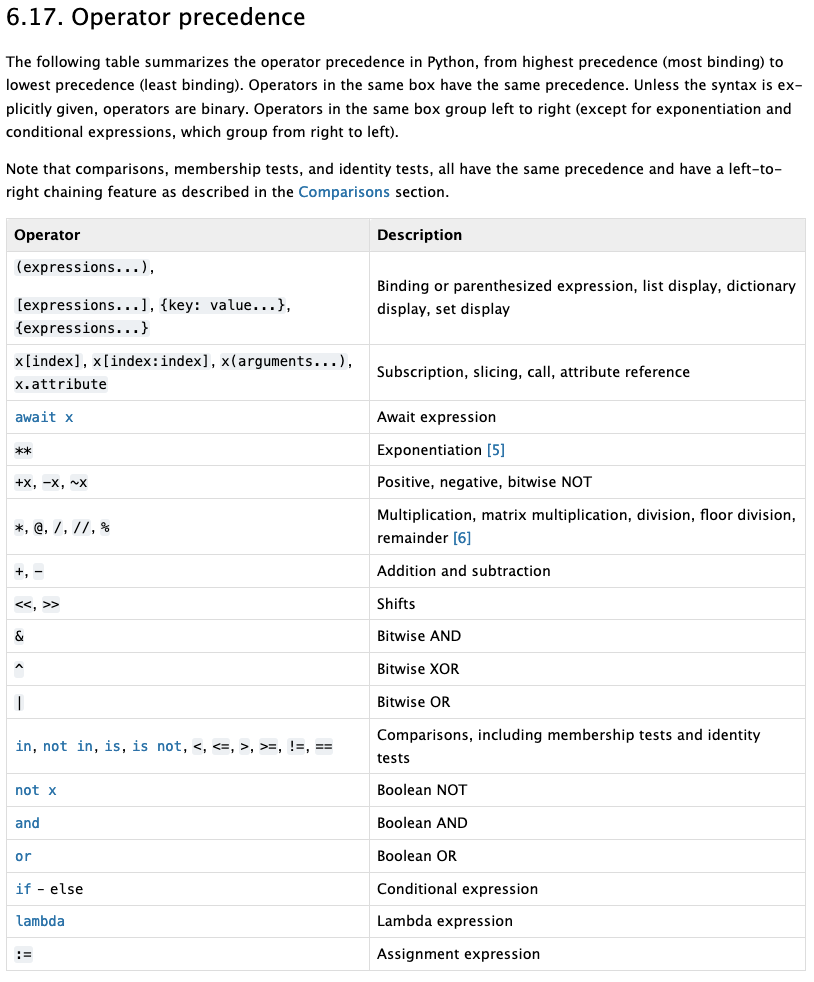 6.17. Operator precedence
The following table summarizes the operator precedence in Python, from highest precedence (most binding) to
lowest precedence (least binding). Operators in the same box have the same precedence. Unless the syntax is ex-
plicitly given, operators are binary. Operators in the same box group left to right (except for exponentiation and
conditional expressions, which group from right to left).
Note that comparisons, membership tests, and identity tests, all have the same precedence and have a left-to-
right chaining feature as described in the Comparisons section.
Operator Description
(expressions...),
[expressions...], {key: value...},
{expressions...}
Binding or parenthesized expression, list display, dictionary
display, set display
x[index], x[index:index], x(arguments...),
x.attribute
Subscription, slicing, call, attribute reference
await x Await expression
** Exponentiation [5]
+x, -x, ~x Positive, negative, bitwise NOT
*, @, /, //, %
Multiplication, matrix multiplication, division, floor division,
remainder [6]
+, - Addition and subtraction
<<, >> Shifts
& Bitwise AND
^ Bitwise XOR
| Bitwise OR
in, not in, is, is not, <, <=, >, >=, !=, ==
Comparisons, including membership tests and identity
tests
not x Boolean NOT
and Boolean AND
or Boolean OR
if - else Conditional expression
lambda Lambda expression
:= Assignment expression